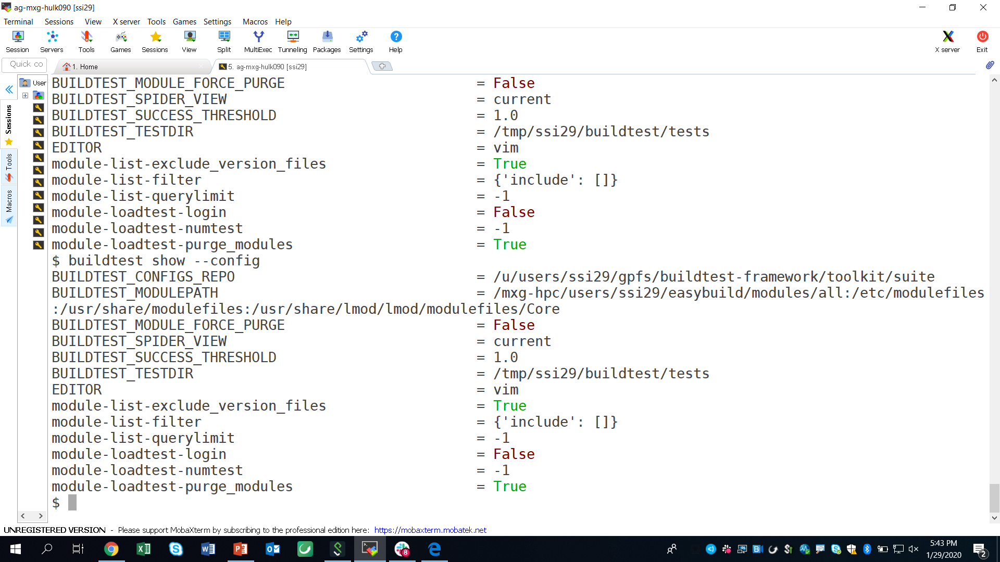 ag-mxg-hulk090 [ssi29]
Terminal Sessions View X server Tools Games Settings Macros Help
Session Servers Tools Games Sessions View Split MultiExec Tunneling Packages Settings Help X server Exit
Quick co
1. Home
5. ag-mxg-hulk090 [ssi29]
User
Sessions
Tools
Macros
BUILDTEST_MODULE_FORCE_PURGE = False
BUILDTEST_SPIDER_VIEW = current
BUILDTEST_SUCCESS_THRESHOLD = 1.0
BUILDTEST_TESTDIR = /tmp/ssi29/buildtest/tests
EDITOR = vim
module-list-exclude_version_files = True
module-list-filter = {'include': []}
module-list-querylimit = -1
module-loadtest-login = False
module-loadtest-numtest = -1
module-loadtest-purge_modules = True
$ buildtest show --config
BUILDTEST_CONFIGS_REPO = /u/users/ssi29/gpfs/buildtest-framework/toolkit/suite
BUILDTEST_MODULEPATH = /mxg-hpc/users/ssi29/easybuild/modules/all:/etc/modulefiles
:/usr/share/modulefiles:/usr/share/lmod/lmod/modulefiles/Core
BUILDTEST_MODULE_FORCE_PURGE = False
BUILDTEST_SPIDER_VIEW = current
BUILDTEST_SUCCESS_THRESHOLD = 1.0
BUILDTEST_TESTDIR = /tmp/ssi29/buildtest/tests
EDITOR = vim
module-list-exclude_version_files = True
module-list-filter = {'include': []}
module-list-querylimit = -1
module-loadtest-login = False
module-loadtest-numtest = -1
module-loadtest-purge_modules = True
$
UNREGISTERED VERSION - Please support MobaXterm by subscribing to the professional edition here: https://mobaxterm.mobatek.net
8
5:43 PM
1/29/2020
2